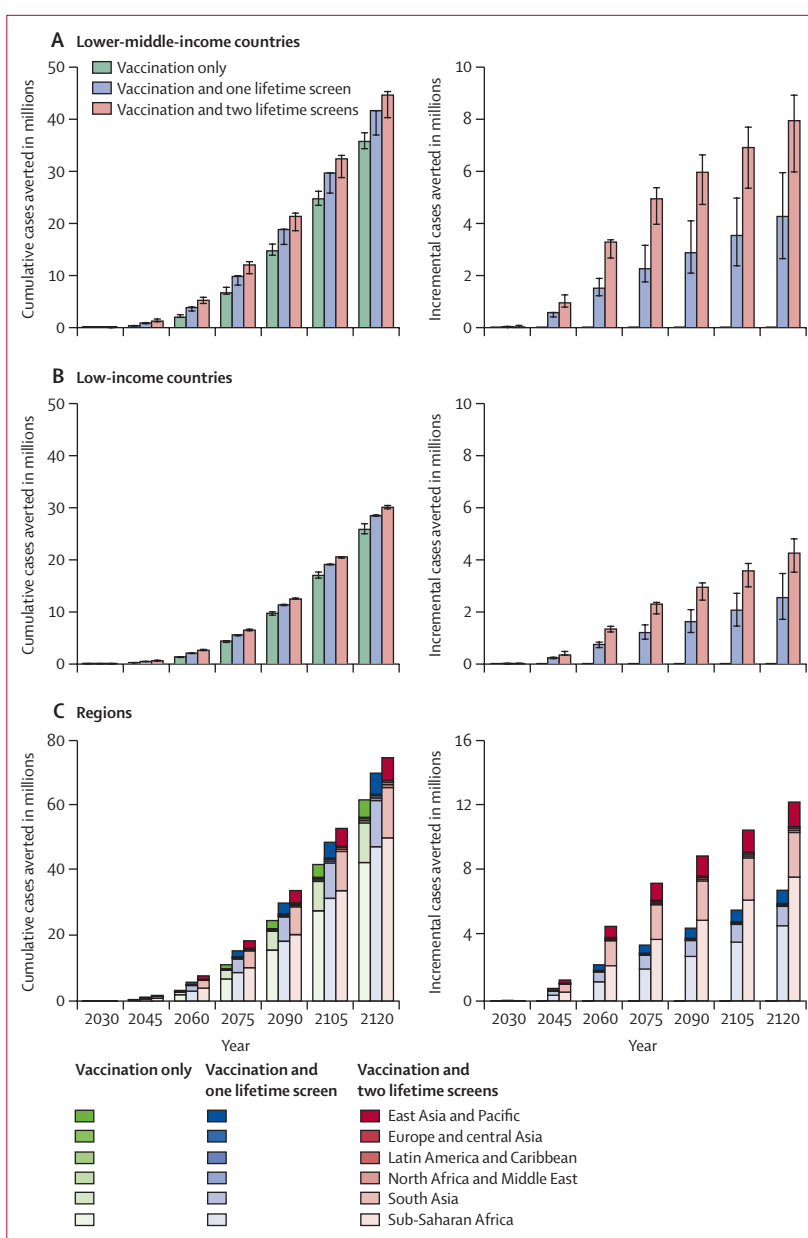 A Lower-middle-income countries
Cumulative cases averted in millions
50
40
30
20
10
0
Vaccination only
Vaccination and one lifetime screen
Vaccination and two lifetime screens
Incremental cases averted in millions
10
8
6
4
2
0
B Low-income countries
Cumulative cases averted in millions
50
40
30
20
10
0
Incremental cases averted in millions
10
8
6
4
2
0
C Regions
Cumulative cases averted in millions
80
60
40
20
0
2030 2045 2060 2075 2090 2105 2120
Year
Incremental cases averted in millions
16
12
8
4
0
2030 2045 2060 2075 2090 2105 2120
Year
Vaccination only
Vaccination and
one lifetime screen
Vaccination and
two lifetime screens
East Asia and Pacific
Europe and central Asia
Latin America and Caribbean
North Africa and Middle East
South Asia
Sub-Saharan Africa